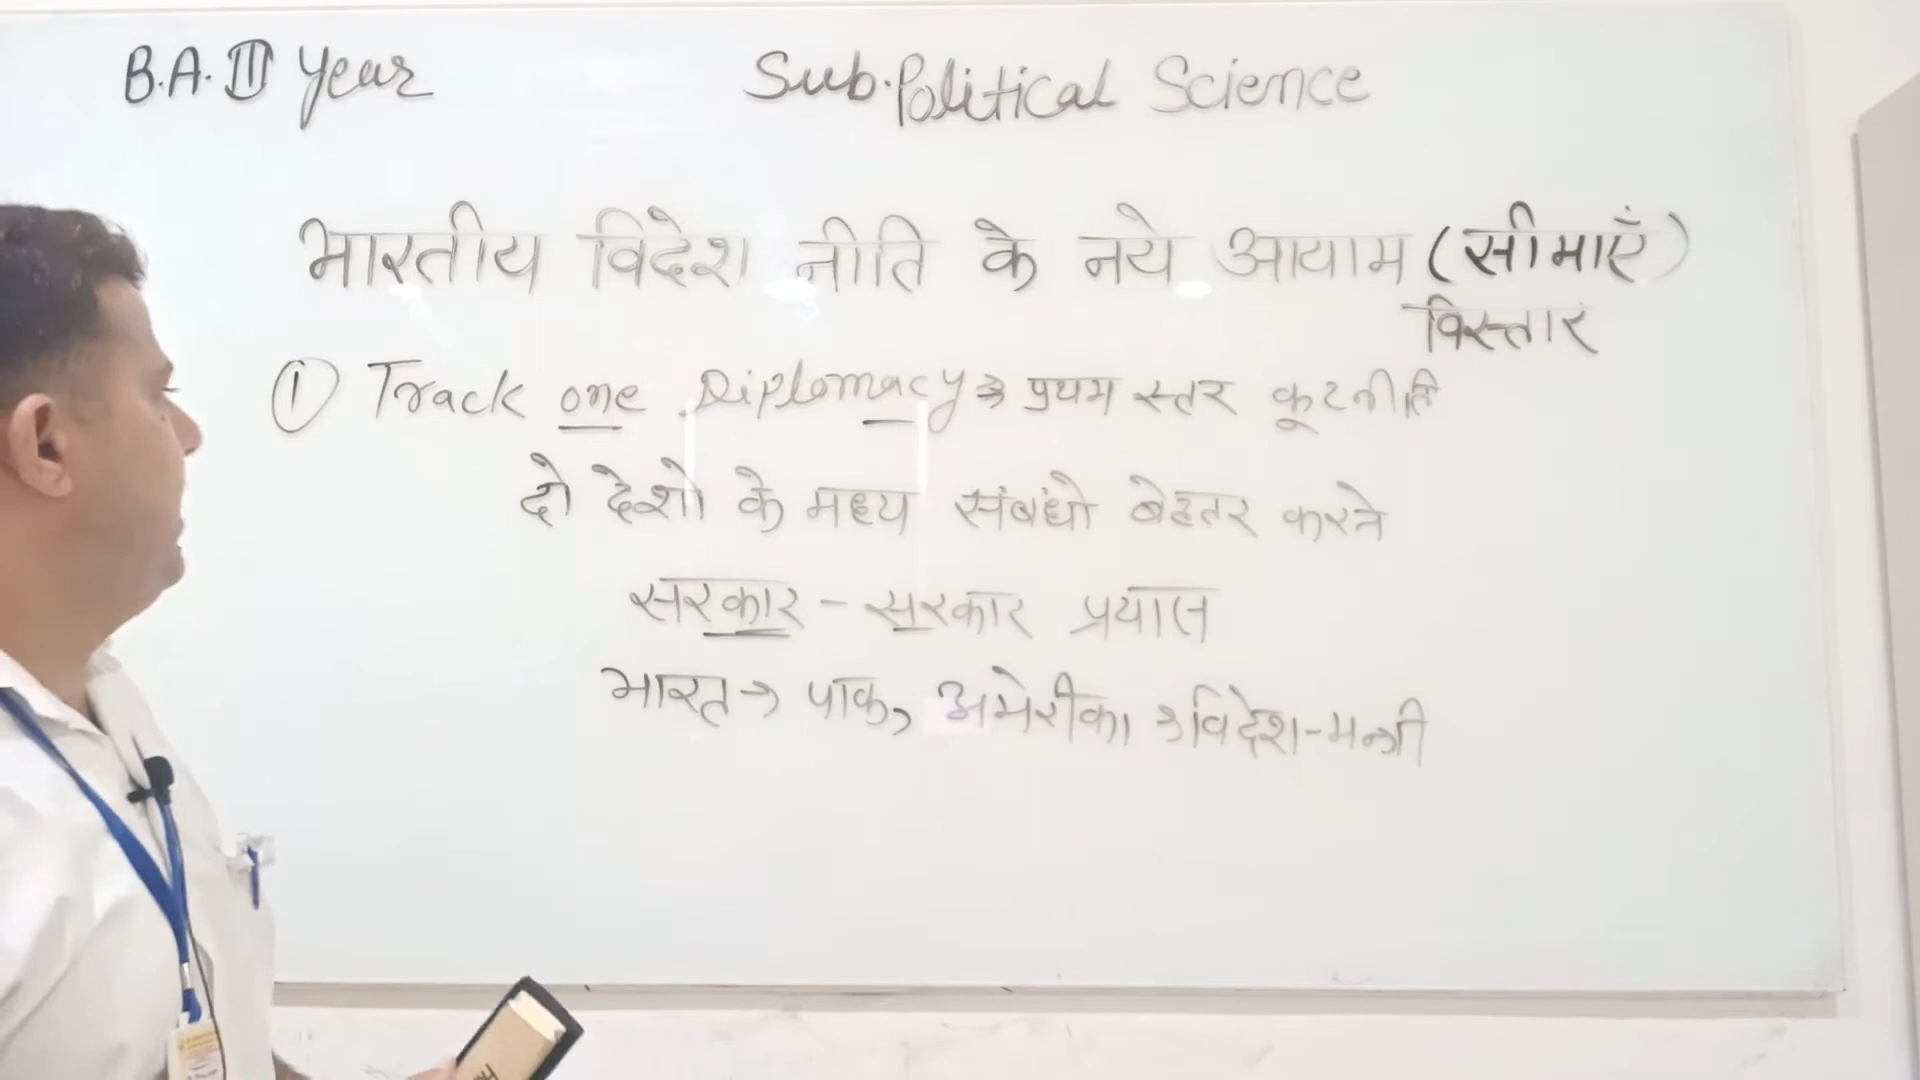 B.A. III Year
Sub. Political Science
भारतीय विदेश नीति के नये आयाम (सीमाएँ)
विस्तार
① Track one Diplomacy → प्रथम स्तर कूटनीति
दो देशो के मध्य संबंधो बेहतर करने
सरकार - सरकार प्रयास
भारत → पाक, अमेरीका → विदेश-मन्त्री